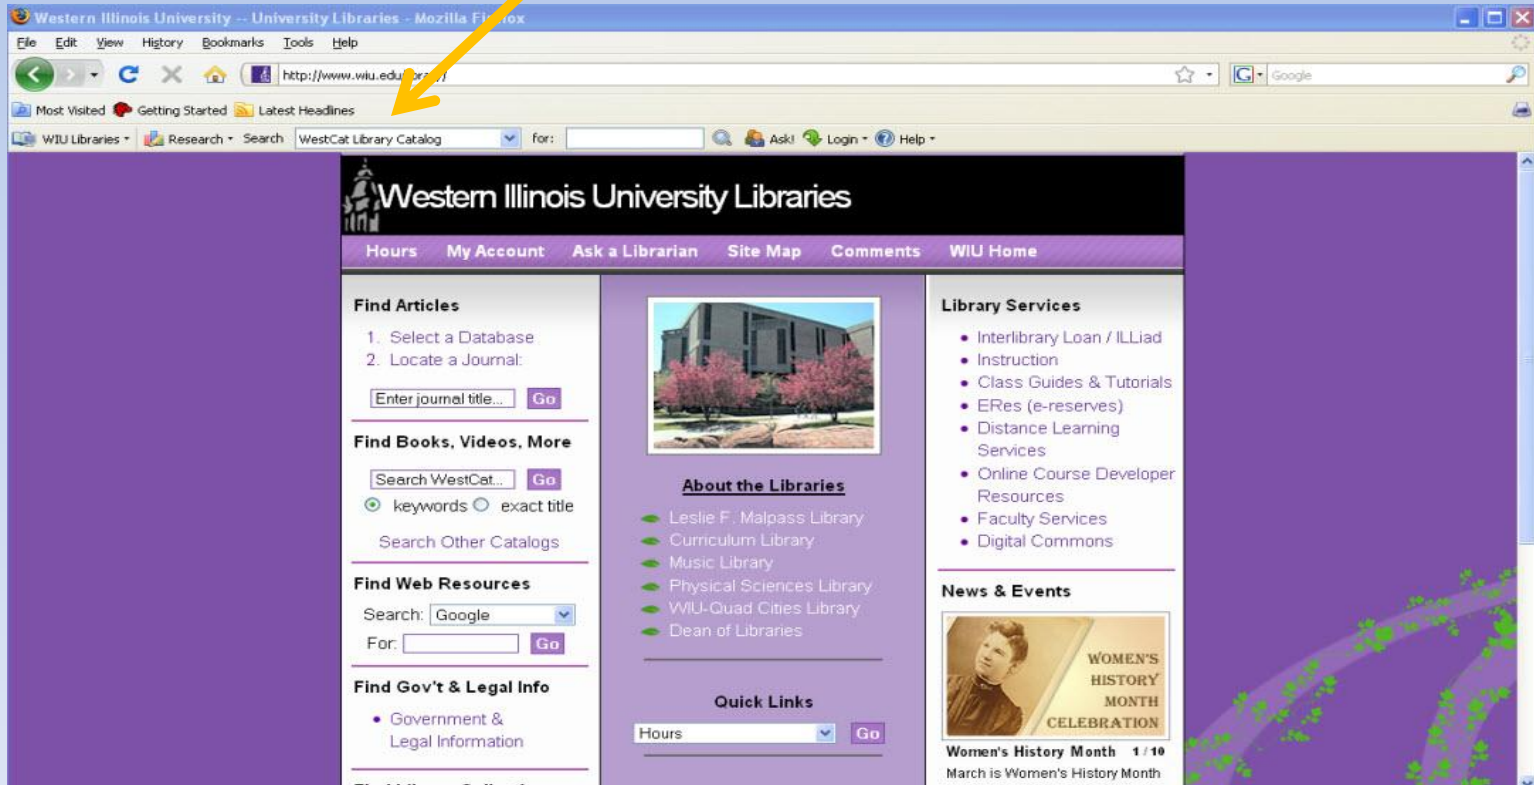 Western Illinois University -- University Libraries - Mozilla
File Edit View History Bookmarks Tools Help
http://www.wiu.edu
Google
Most Visited Getting Started Latest Headlines
WIU Libraries Research Search WestCat Library Catalog for: Ask! Login Help
Western Illinois University Libraries
Hours My Account Ask a Librarian Site Map Comments WIU Home
Find Articles
1. Select a Database
2. Locate a Journal:
Enter journal title... Go
Find Books, Videos, More
Search WestCat... Go
keywords exact title
Search Other Catalogs
Find Web Resources
Search: Google
For: Go
Find Gov't & Legal Info
Government &
Legal Information
About the Libraries
Leslie F. Malpass Library
Curriculum Library
Music Library
Physical Sciences Library
WIU-Quad Cities Library
Dean of Libraries
Quick Links
Hours Go
Library Services
Interlibrary Loan / ILLiad
Instruction
Class Guides & Tutorials
ERes (e-reserves)
Distance Learning
Services
Online Course Developer
Resources
Faculty Services
Digital Commons
News & Events
WOMEN'S
HISTORY
MONTH
CELEBRATION
Women's History Month 1/10
March is Women's History Month